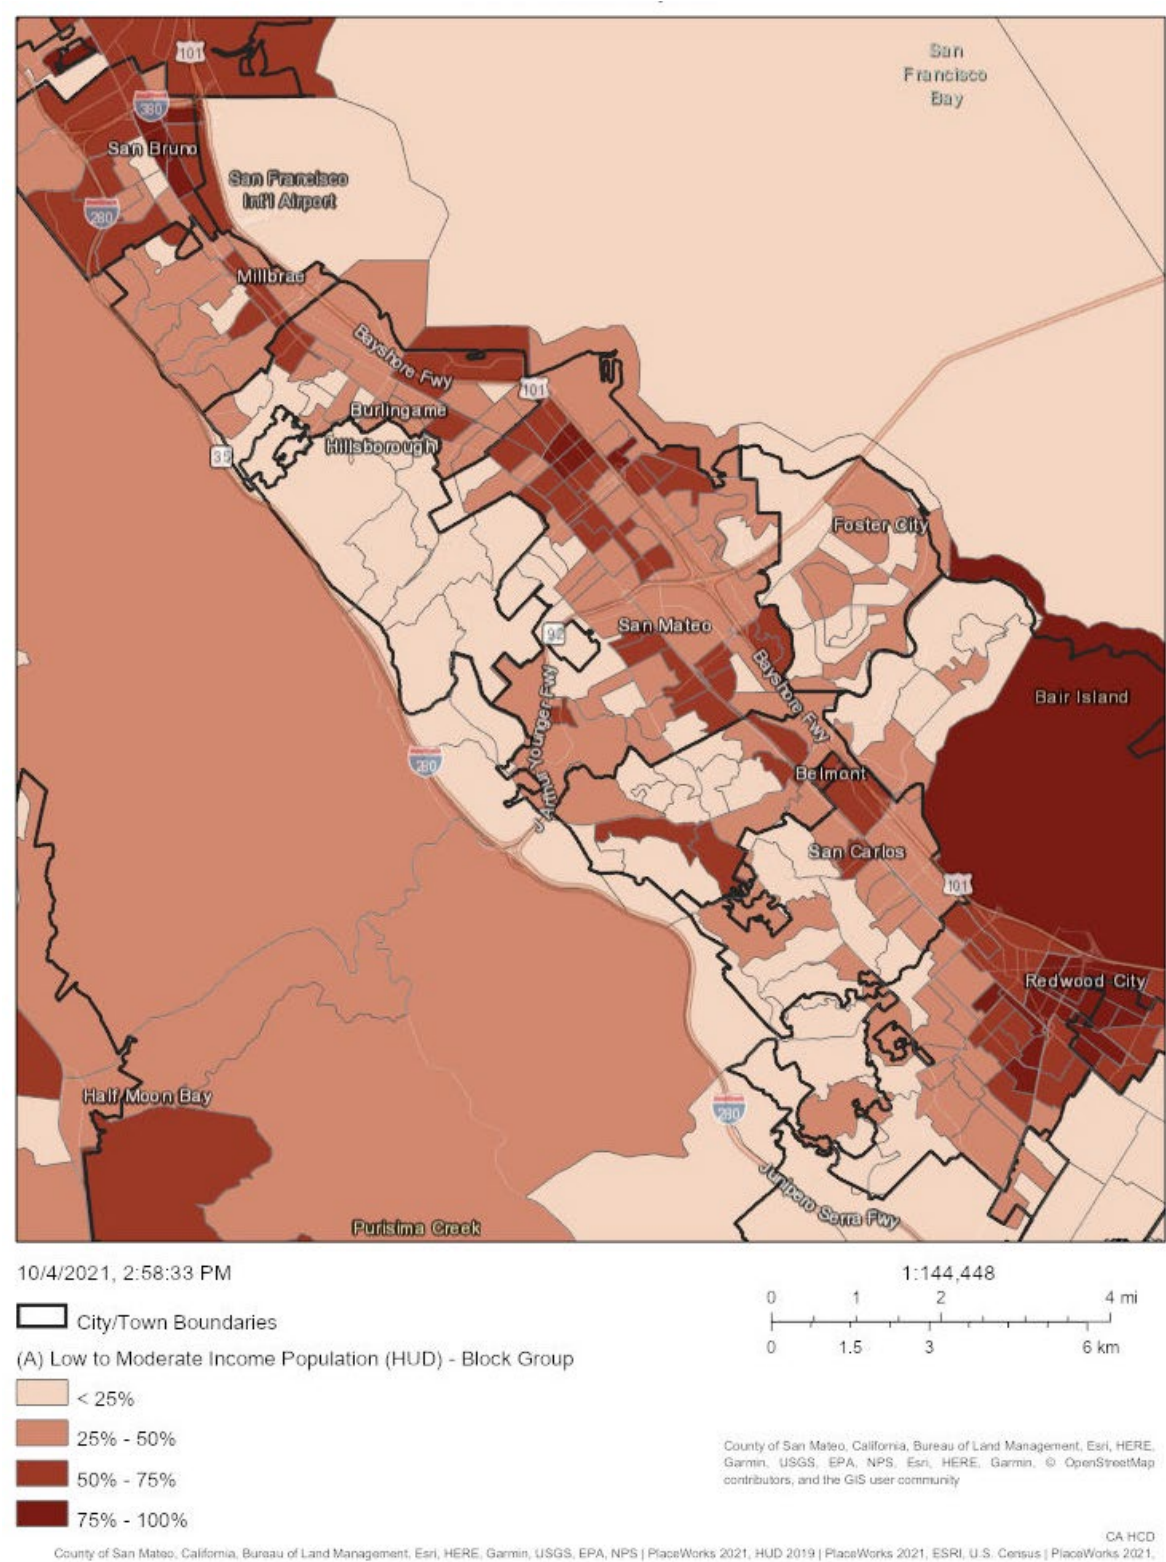 San
Francisco
Bay
101
380
San Bruno
San Francisco
Int'l Airport
280
Millbrae
Bayshore Fwy
101
Burlingame
Hillsborough
35
Foster City
92
San Mateo
Bayshore Fwy
Bair Island
J Arthur Younger Fwy
280
Belmont
San Carlos
101
Redwood City
Half Moon Bay
280
Junipero Serra Fwy
Purisima Creek
10/4/2021, 2:58:33 PM
1:144,448
0 1 2 4 mi
0 1.5 3 6 km
City/Town Boundaries
(A) Low to Moderate Income Population (HUD) - Block Group
< 25%
25% - 50%
50% - 75%
75% - 100%
County of San Mateo, California, Bureau of Land Management, Esri, HERE,
Garmin, USGS, EPA, NPS, Esri, HERE, Garmin, © OpenStreetMap
contributors, and the GIS user community
CA HCD
County of San Mateo, California, Bureau of Land Management, Esri, HERE, Garmin, USGS, EPA, NPS | PlaceWorks 2021, HUD 2019 | PlaceWorks 2021, ESRI, U.S. Census | PlaceWorks 2021,